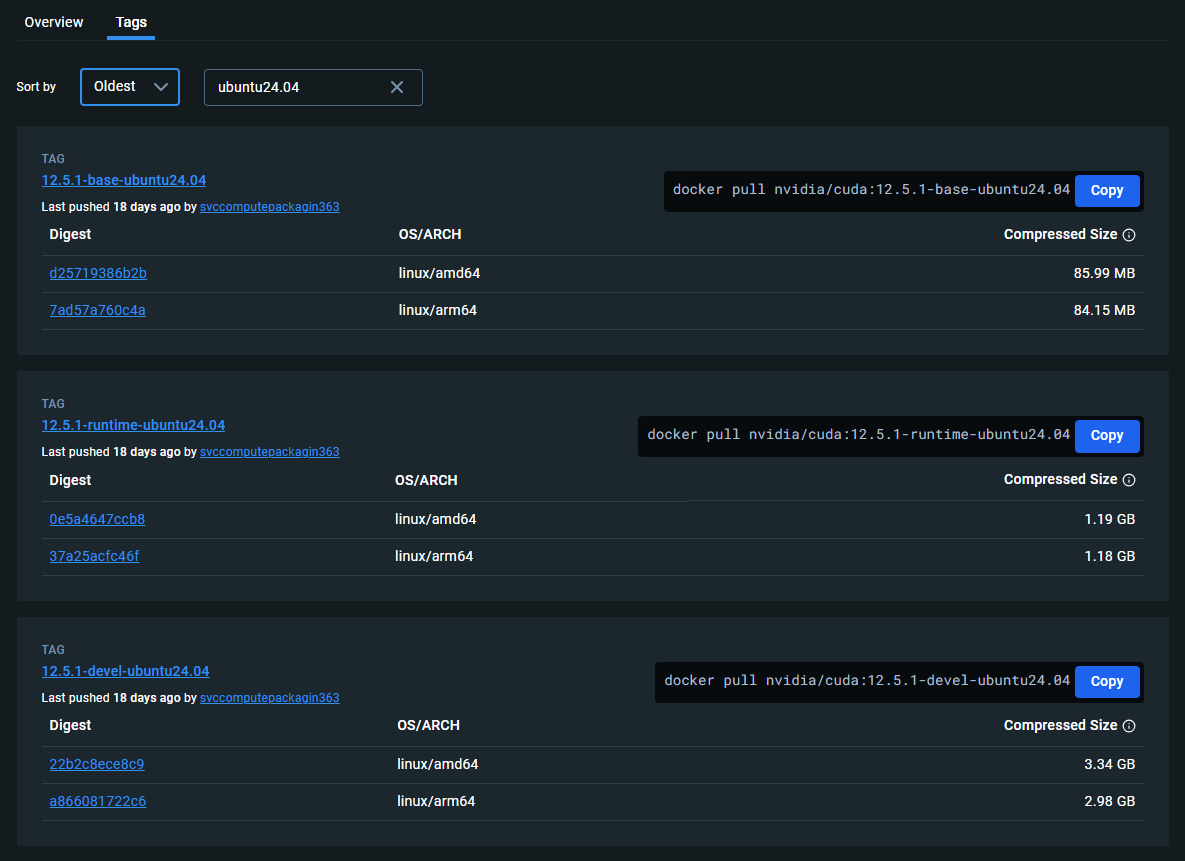 Overview Tags
Sort by Oldest ubuntu24.04
TAG
12.5.1-base-ubuntu24.04
docker pull nvidia/cuda:12.5.1-base-ubuntu24.04 Copy
Last pushed 18 days ago by svccomputepackagin363
Digest OS/ARCH Compressed Size
d25719386b2b linux/amd64 85.99 MB
7ad57a760c4a linux/arm64 84.15 MB
TAG
12.5.1-runtime-ubuntu24.04
docker pull nvidia/cuda:12.5.1-runtime-ubuntu24.04 Copy
Last pushed 18 days ago by svccomputepackagin363
Digest OS/ARCH Compressed Size
0e5a4647ccb8 linux/amd64 1.19 GB
37a25acfc46f linux/arm64 1.18 GB
TAG
12.5.1-devel-ubuntu24.04
docker pull nvidia/cuda:12.5.1-devel-ubuntu24.04 Copy
Last pushed 18 days ago by svccomputepackagin363
Digest OS/ARCH Compressed Size
22b2c8ece8c9 linux/amd64 3.34 GB
a866081722c6 linux/arm64 2.98 GB